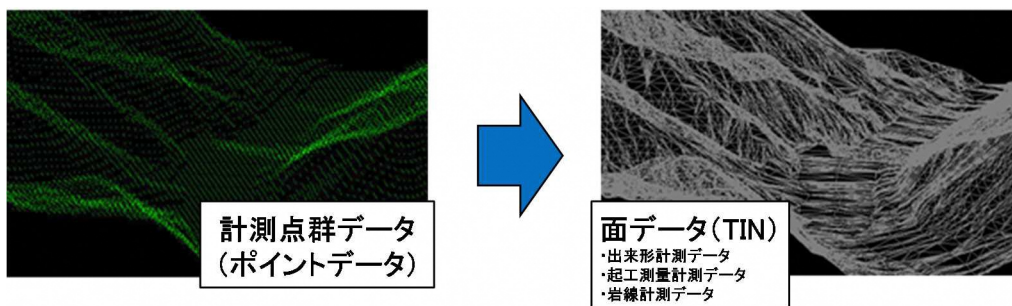 計測点群データ
(ポイントデータ)
面データ(TIN)
・出来形計測データ
・起工測量計測データ
・岩線計測データ